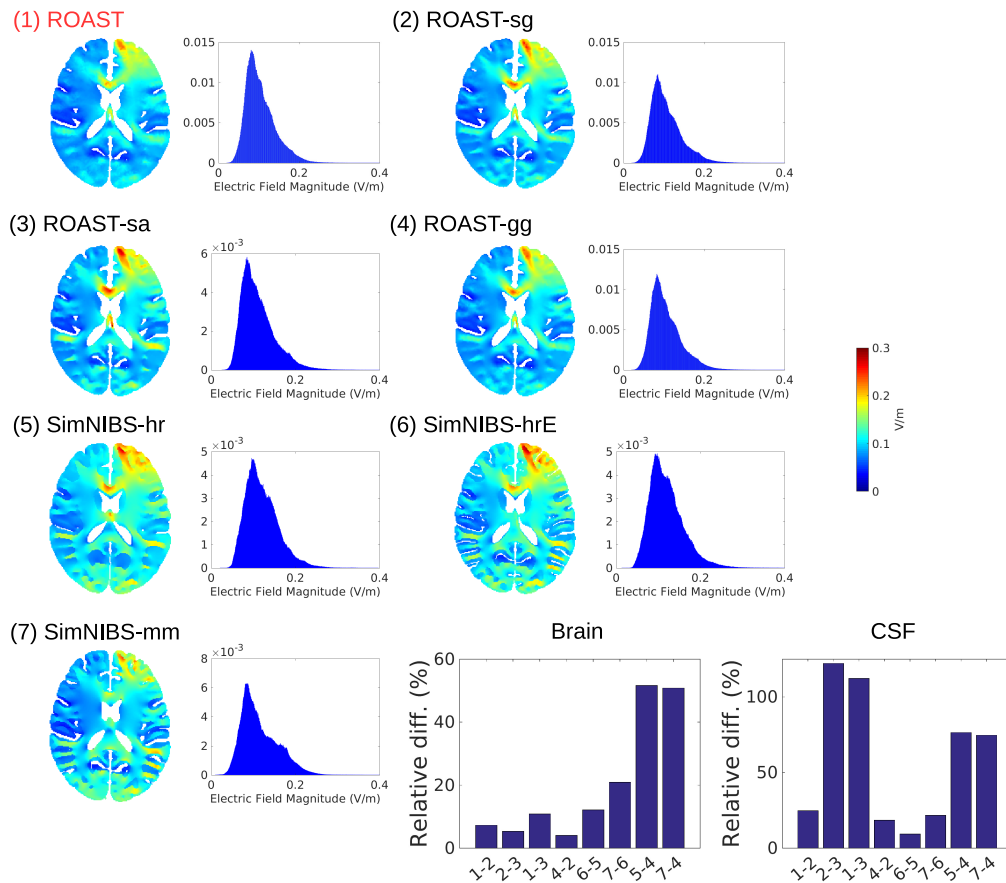 (1) ROAST
0.015
0.01
0.005
0
0 0.2 0.4
Electric Field Magnitude (V/m)
(2) ROAST-sg
0.015
0.01
0.005
0
0 0.2 0.4
Electric Field Magnitude (V/m)
(3) ROAST-sa
×10⁻³
6
4
2
0
0 0.2 0.4
Electric Field Magnitude (V/m)
(4) ROAST-gg
0.015
0.01
0.005
0
0 0.2 0.4
Electric Field Magnitude (V/m)
0.3
0.2
0.1
0
V/m
(5) SimNIBS-hr
×10⁻³
5
4
3
2
1
0
0 0.2 0.4
Electric Field Magnitude (V/m)
(6) SimNIBS-hrE
×10⁻³
5
4
3
2
1
0
0 0.2 0.4
Electric Field Magnitude (V/m)
(7) SimNIBS-mm
×10⁻³
8
6
4
2
0
0 0.2 0.4
Electric Field Magnitude (V/m)
Brain
Relative diff. (%)
60
40
20
0
1-2 2-3 1-3 4-2 6-5 7-6 5-4 7-4
CSF
Relative diff. (%)
100
50
0
1-2 2-3 1-3 4-2 6-5 7-6 5-4 7-4